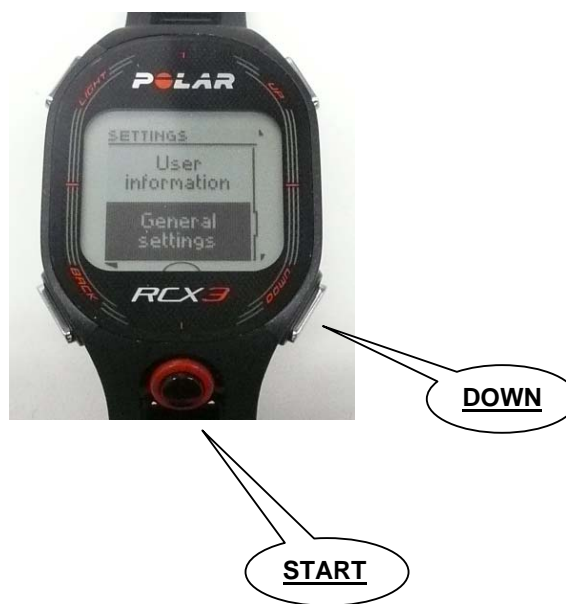 POLAR
LIGHT
UP
SETTINGS
User
information
General
settings
BACK
DOWN
RCX3
DOWN
START